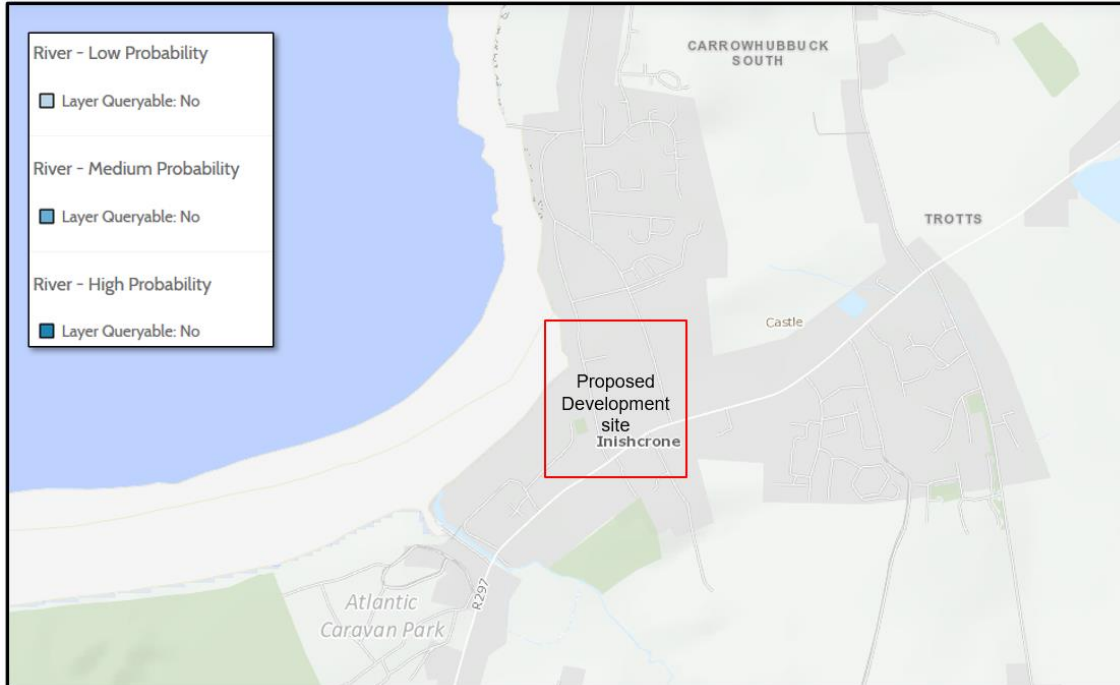 River - Low Probability
Layer Queryable: No
River - Medium Probability
Layer Queryable: No
River - High Probability
Layer Queryable: No
CARROWHUBBUCK
SOUTH
TROTTS
Castle
Proposed
Development
site
Inishcrone
R297
Atlantic
Caravan Park